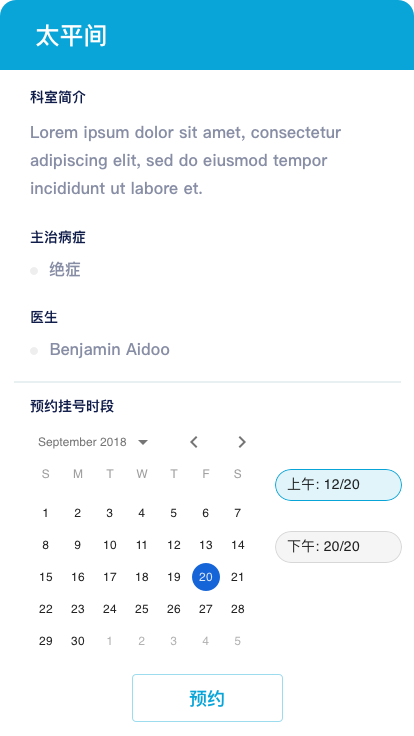 太平间
科室简介
Lorem ipsum dolor sit amet, consectetur
adipiscing elit, sed do eiusmod tempor
incididunt ut labore et.
主治病症
绝症
医生
Benjamin Aidoo
预约挂号时段
September 2018
S M T W T F S
1 2 3 4 5 6 7
8 9 10 11 12 13 14
15 16 17 18 19 20 21
22 23 24 25 26 27 28
29 30 1 2 3 4 5
上午: 12/20
下午: 20/20
预约